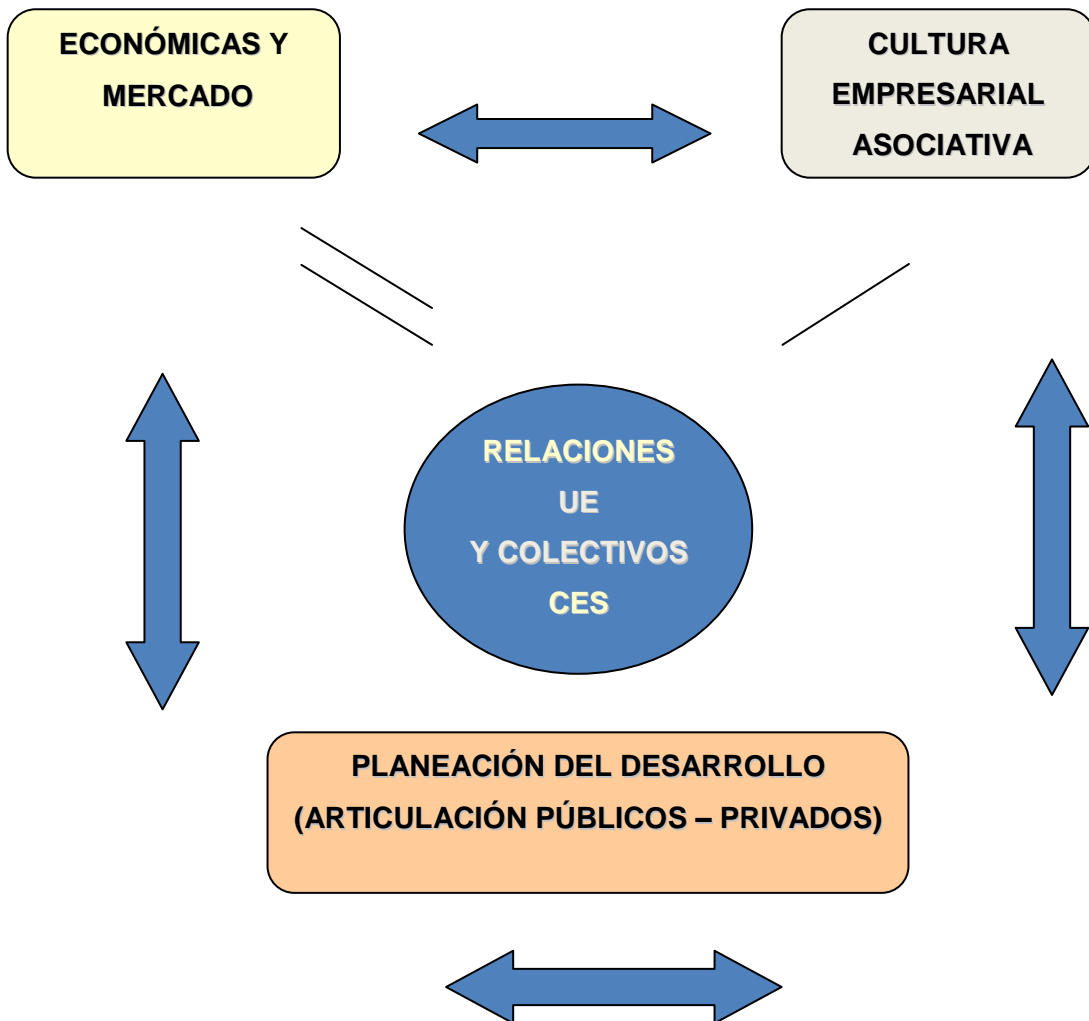 ECONÓMICAS Y
MERCADO
CULTURA
EMPRESARIAL
ASOCIATIVA
RELACIONES
UE
Y COLECTIVOS
CES
PLANEACIÓN DEL DESARROLLO
(ARTICULACIÓN PÚBLICOS – PRIVADOS)